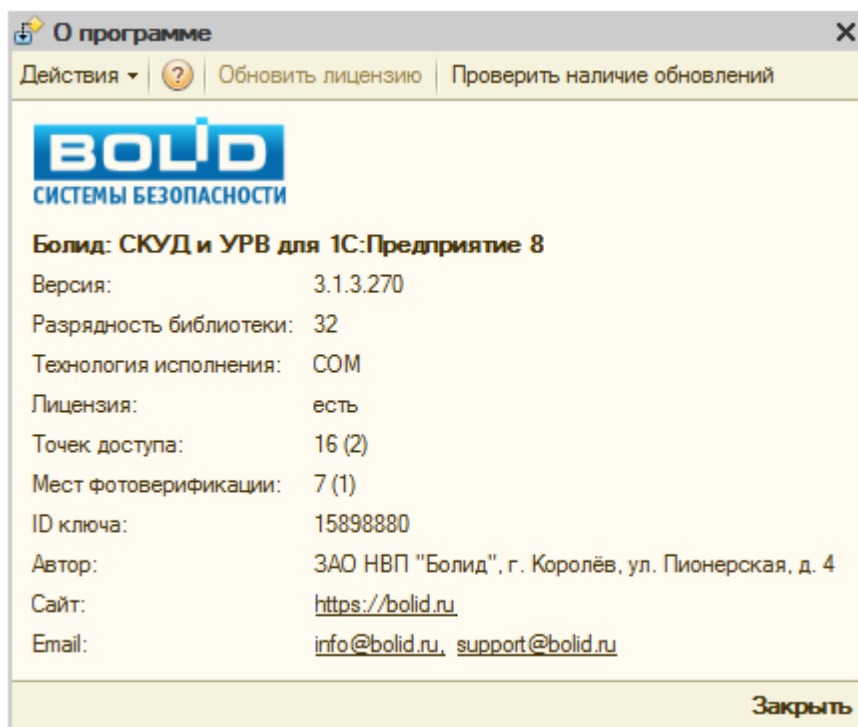 О программе
Действия ? Обновить лицензию Проверить наличие обновлений
BOLID
СИСТЕМЫ БЕЗОПАСНОСТИ
Болид: СКУД и УРВ для 1С:Предприятие 8
Версия: 3.1.3.270
Разрядность библиотеки: 32
Технология исполнения: COM
Лицензия: есть
Точек доступа: 16 (2)
Мест фотоверификации: 7 (1)
ID ключа: 15898880
Автор: ЗАО НВП "Болид", г. Королёв, ул. Пионерская, д. 4
Сайт: https://bolid.ru
Email: info@bolid.ru, support@bolid.ru
Закрыть